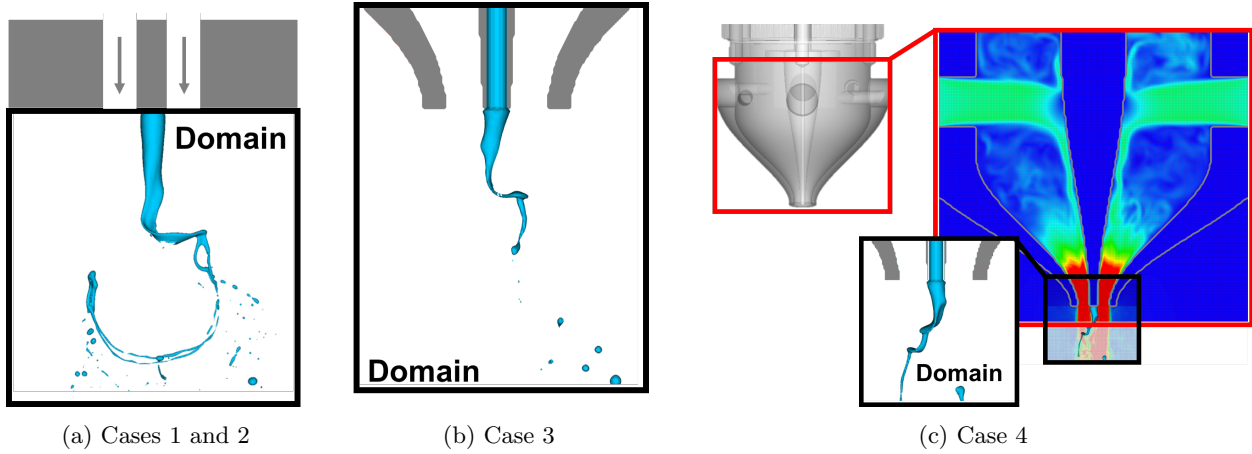 Domain
Domain
Domain
(a) Cases 1 and 2
(b) Case 3
(c) Case 4